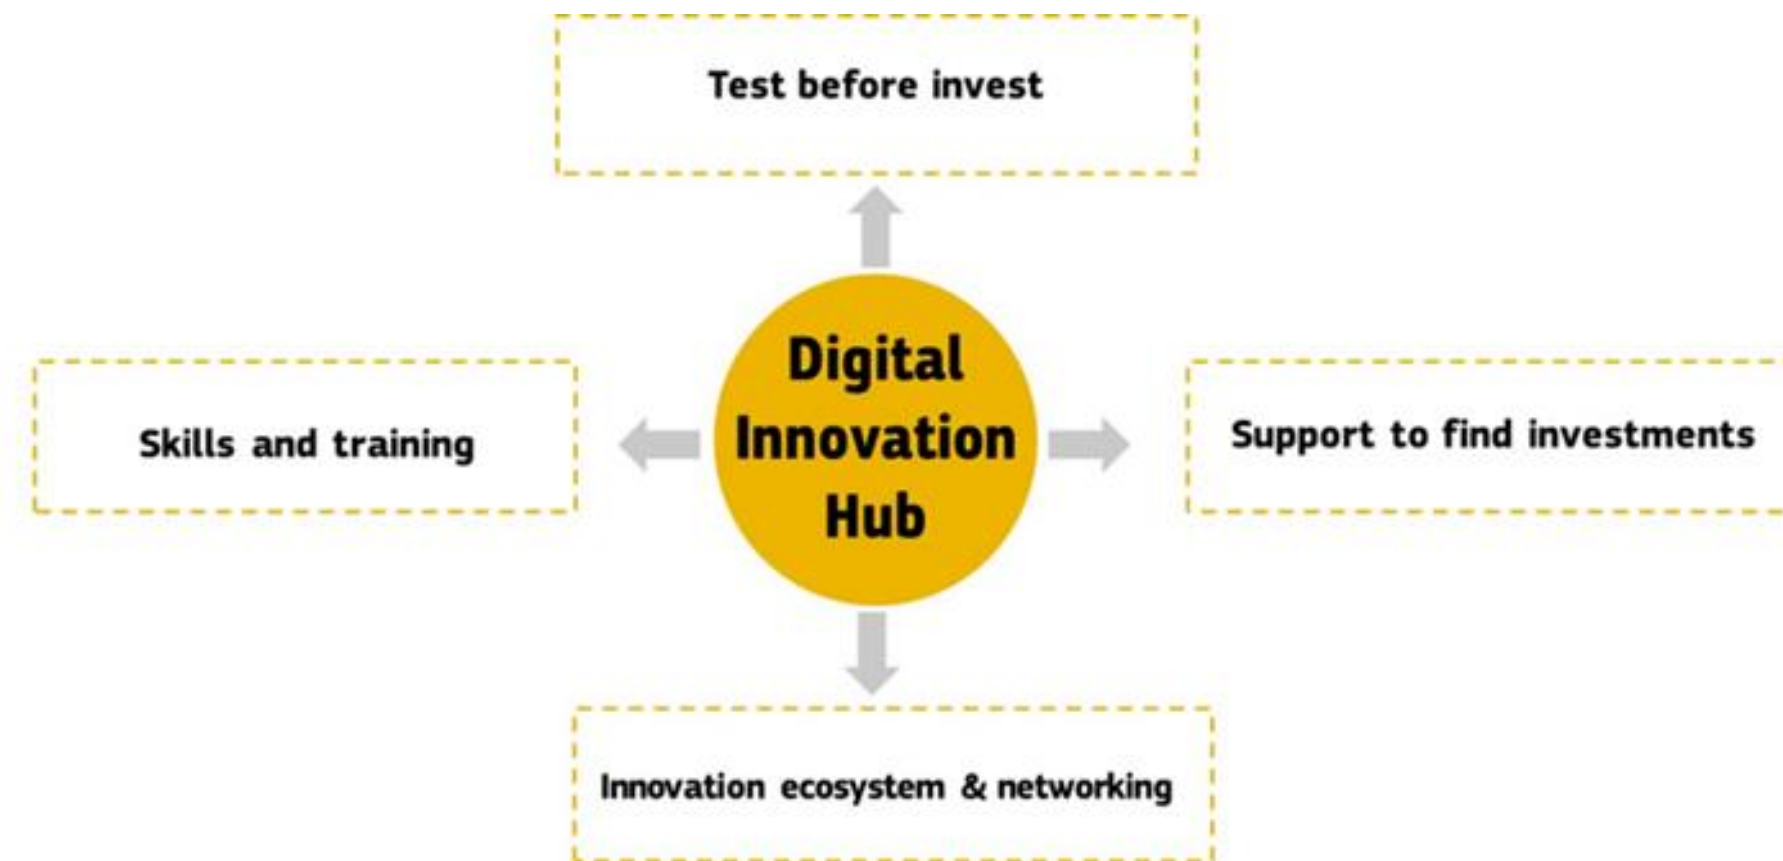 Test before invest
Digital
Innovation
Hub
Skills and training
Support to find investments
Innovation ecosystem & networking